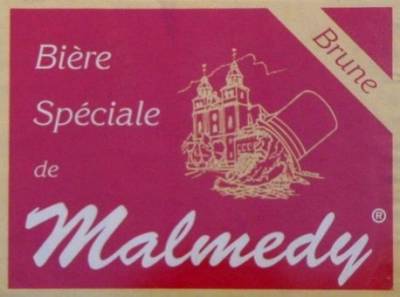 Brune
Bière
Spéciale
de
Malmedy®